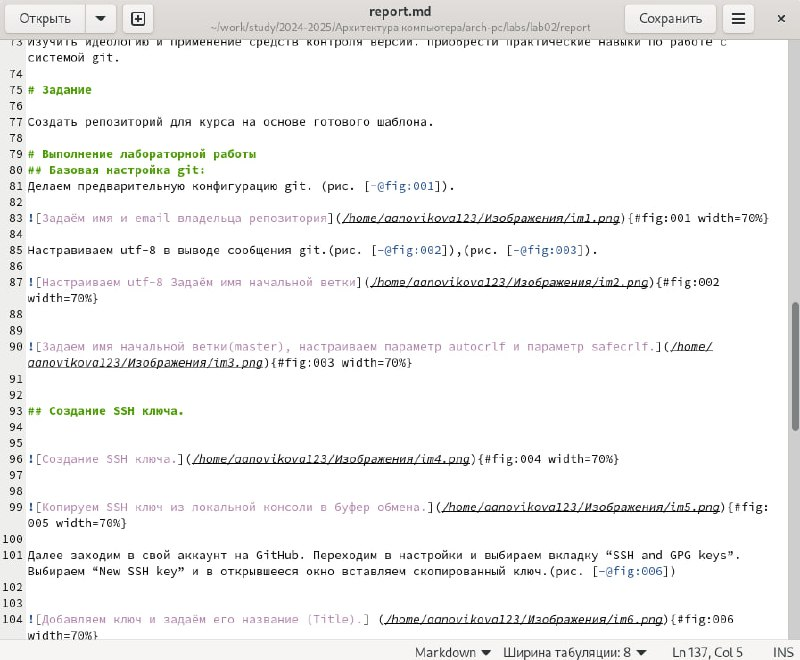 Открыть
report.md
~/work/study/2024-2025/Архитектура компьютера/arch-pc/labs/lab02/report
Сохранить
73 Изучить идеологию и применение средств контроля версий. Приобрести практические навыки по работе с
системой git.
74
75 # Задание
76
77 Создать репозиторий для курса на основе готового шаблона.
78
79 # Выполнение лабораторной работы
80 ## Базовая настройка git:
81 Делаем предварительную конфигурацию git. (рис. [-@fig:001]).
82
83 ![Задаём имя и email владельца репозитория](/home/aanovikova123/Изображения/im1.png){#fig:001 width=70%}
84
85 Настравиваем utf-8 в выводе сообщения git.(рис. [-@fig:002]),(рис. [-@fig:003]).
86
87 ![Настраиваем utf-8 Задаём имя начальной ветки](/home/aanovikova123/Изображения/im2.png){#fig:002
width=70%}
88
89
90 ![Задаем имя начальной ветки(master), настраиваем параметр autocrlf и параметр safecrlf.](/home/
aanovikova123/Изображения/im3.png){#fig:003 width=70%}
91
92
93 ## Создание SSH ключа.
94
95
96 ![Создание SSH ключа.](/home/aanovikova123/Изображения/im4.png){#fig:004 width=70%}
97
98
99 ![Копируем SSH ключ из локальной консоли в буфер обмена.](/home/aanovikova123/Изображения/im5.png){#fig:
005 width=70%}
100
101 Далее заходим в свой аккаунт на GitHub. Переходим в настройки и выбираем вкладку “SSH and GPG keys”.
Выбираем “New SSH key” и в открывшееся окно вставляем скопированный ключ.(рис. [-@fig:006])
102
103
104 ![Добавляем ключ и задаём его название (Title).] (/home/aanovikova123/Изображения/im6.png){#fig:006
width=70%}
Markdown
Ширина табуляции: 8
Ln 137, Col 5
INS